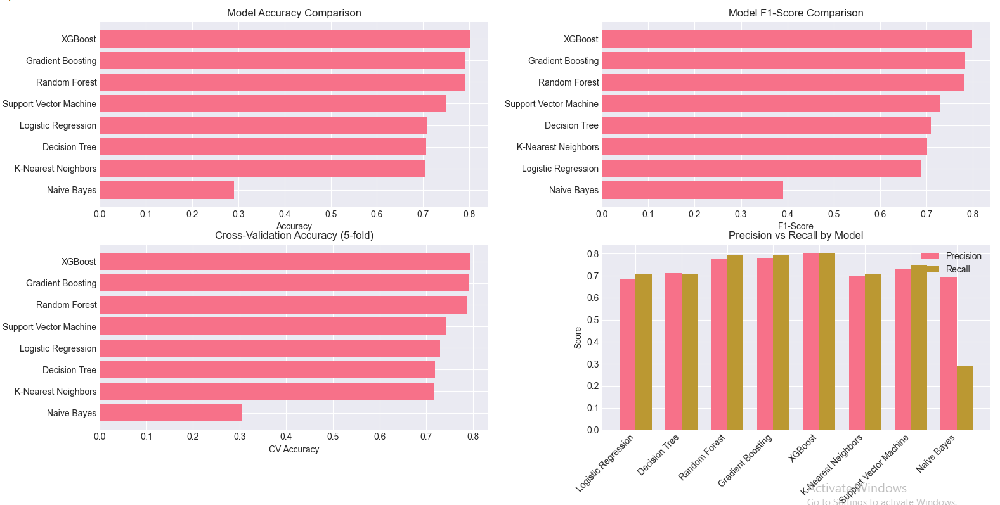 Model Accuracy Comparison
XGBoost
Gradient Boosting
Random Forest
Support Vector Machine
Logistic Regression
Decision Tree
K-Nearest Neighbors
Naive Bayes
0.0 0.1 0.2 0.3 0.4 0.5 0.6 0.7 0.8
Accuracy
Model F1-Score Comparison
XGBoost
Gradient Boosting
Random Forest
Support Vector Machine
Decision Tree
K-Nearest Neighbors
Logistic Regression
Naive Bayes
0.0 0.1 0.2 0.3 0.4 0.5 0.6 0.7 0.8
F1-Score
Cross-Validation Accuracy (5-fold)
XGBoost
Gradient Boosting
Random Forest
Support Vector Machine
Logistic Regression
Decision Tree
K-Nearest Neighbors
Naive Bayes
0.0 0.1 0.2 0.3 0.4 0.5 0.6 0.7 0.8
CV Accuracy
Precision vs Recall by Model
Precision
Recall
0.8
0.7
0.6
0.5
0.4
0.3
0.2
0.1
0.0
Score
Logistic Regression
Decision Tree
Random Forest
Gradient Boosting
XGBoost
K-Nearest Neighbors
Support Vector Machine
Naive Bayes
Activate Windows
Go to Settings to activate Windows.